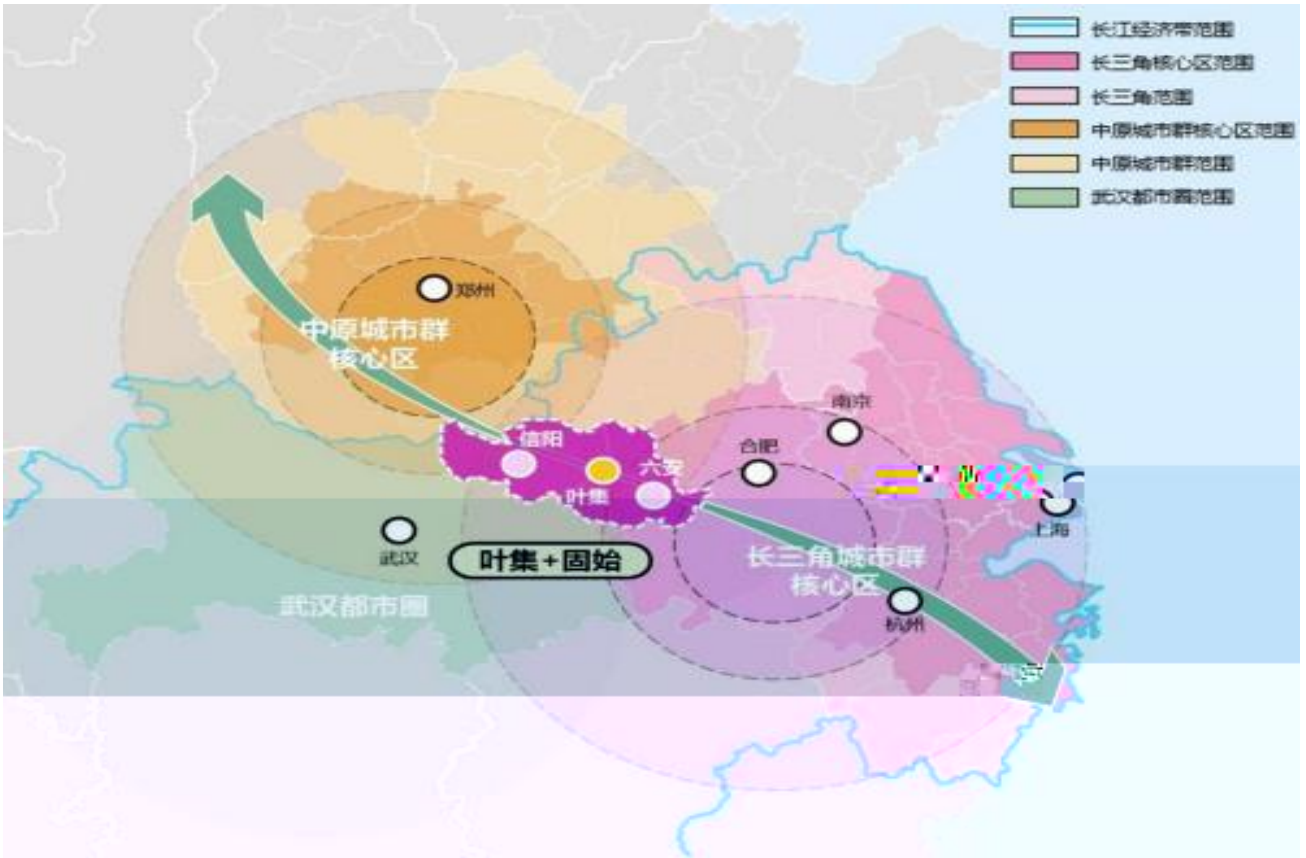 长江经济带范围
长三角核心区范围
长三角范围
中原城市群核心区范围
中原城市群范围
武汉都市圈范围
郑州
中原城市群
核心区
南京
信阳
合肥
六安
叶集
上海
武汉
叶集+固始
长三角城市群
核心区
武汉都市圈
杭州